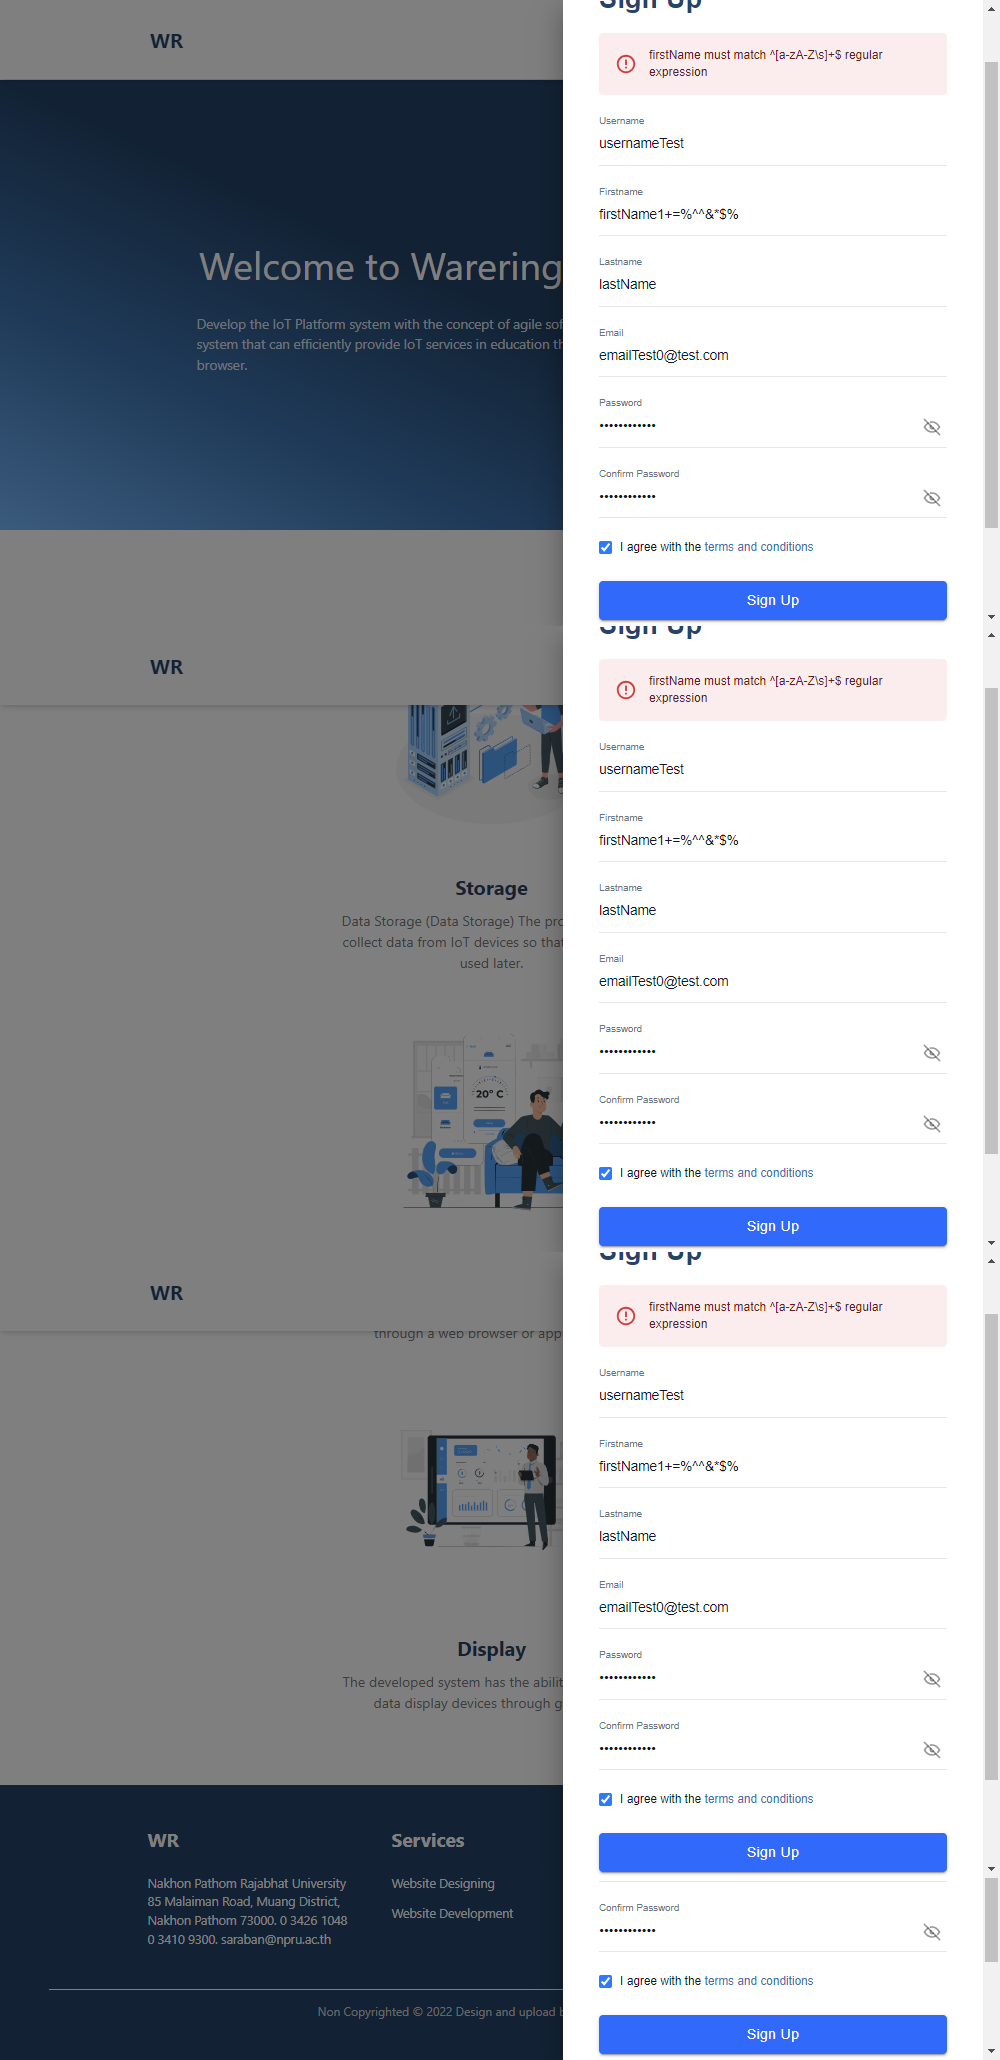 WR
Welcome to Warering
Develop the IoT Platform system with the concept of agile
system that can efficiently provide IoT services in education
browser.
Sign Up
firstName must match ^[a-zA-Z\s]+$ regular
expression
Username
usernameTest
Firstname
firstName1+=%^^&*$%
Lastname
lastName
Email
emailTest0@test.com
Password
••••••••••••
Confirm Password
••••••••••••
I agree with the terms and conditions
Sign Up
WR
20° C
Storage
Data Storage (Data Storage) The
collect data from IoT devices so that
used later.
Sign Up
firstName must match ^[a-zA-Z\s]+$ regular
expression
Username
usernameTest
Firstname
firstName1+=%^^&*$%
Lastname
lastName
Email
emailTest0@test.com
Password
••••••••••••
Confirm Password
••••••••••••
I agree with the terms and conditions
Sign Up
WR
through a web browser or app
Display
The developed system has the
data display devices through
Sign Up
firstName must match ^[a-zA-Z\s]+$ regular
expression
Username
usernameTest
Firstname
firstName1+=%^^&*$%
Lastname
lastName
Email
emailTest0@test.com
Password
••••••••••••
Confirm Password
••••••••••••
I agree with the terms and conditions
Sign Up
WR
Nakhon Pathom Rajabhat University
85 Malaiman Road, Muang District,
Nakhon Pathom 73000. 0 3426 1048
0 3410 9300. saraban@npru.ac.th
Services
Website Designing
Website Development
Non Copyrighted © 2022 Design and upload
Confirm Password
••••••••••••
I agree with the terms and conditions
Sign Up